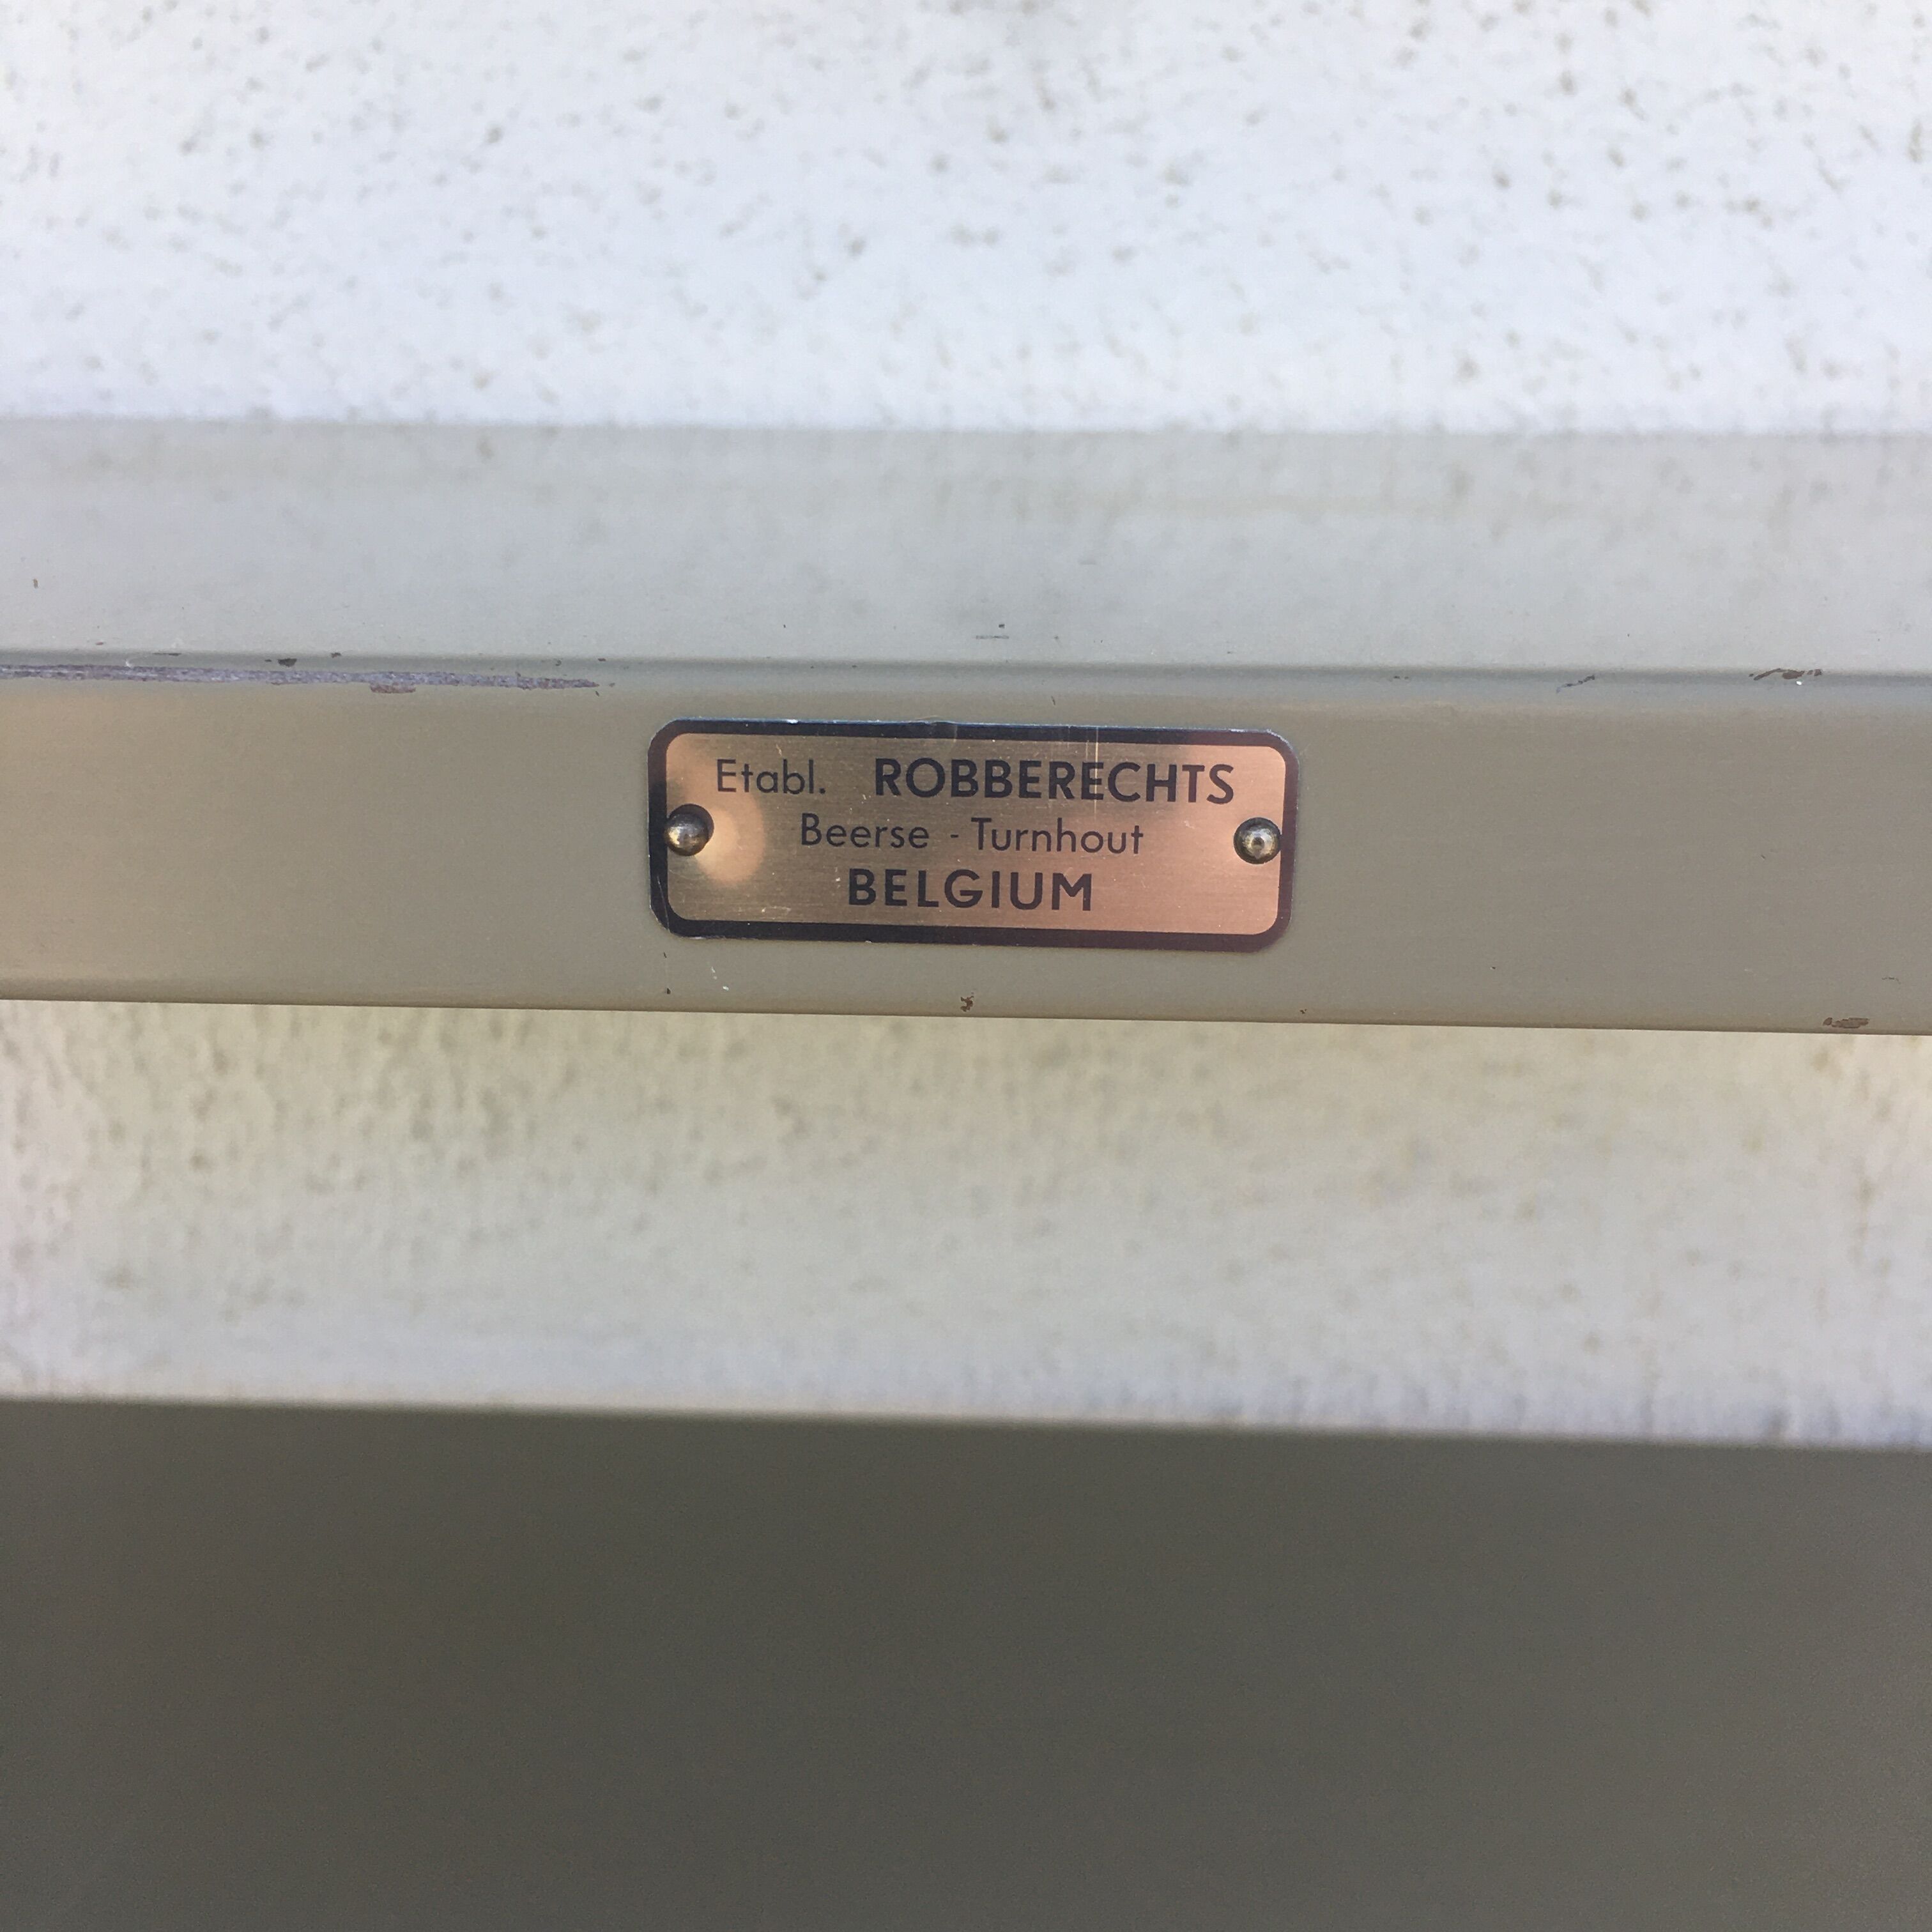 Etabl. ROBBERECHTS
Beerse - Turnhout
BELGIUM